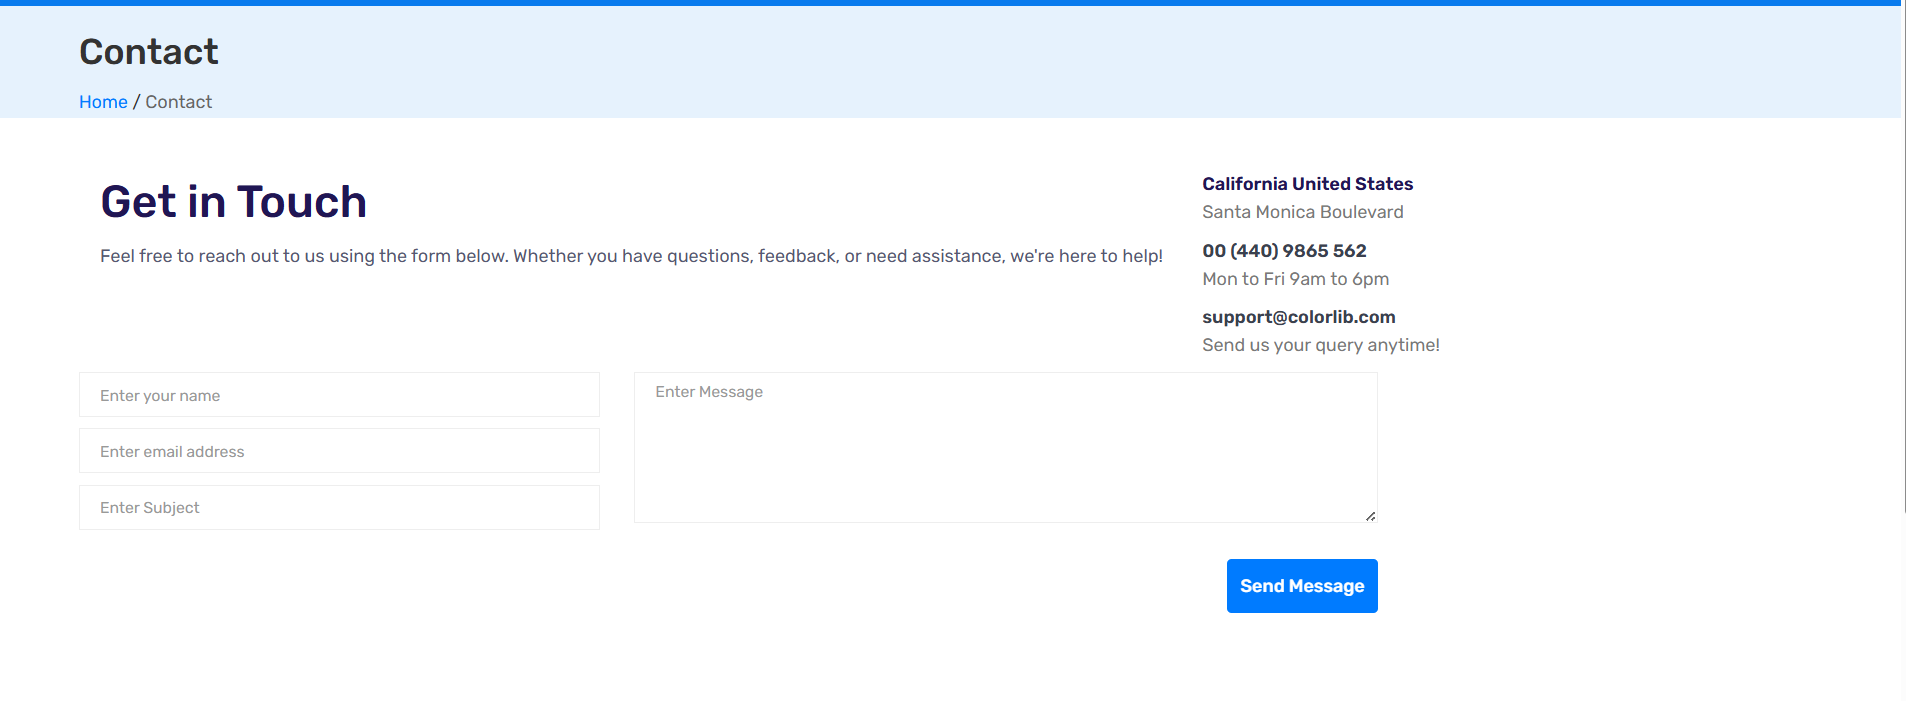 Contact
Home / Contact
Get in Touch
Feel free to reach out to us using the form below. Whether you have questions, feedback, or need assistance, we're here to help!
California United States
Santa Monica Boulevard
00 (440) 9865 562
Mon to Fri 9am to 6pm
support@colorlib.com
Send us your query anytime!
Enter your name
Enter email address
Enter Subject
Enter Message
Send Message